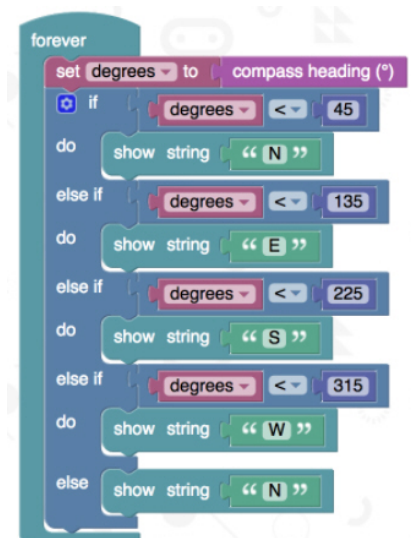 forever
set degrees to compass heading (°)
if degrees < 45
do show string “ N ”
else if degrees < 135
do show string “ E ”
else if degrees < 225
do show string “ S ”
else if degrees < 315
do show string “ W ”
else show string “ N ”